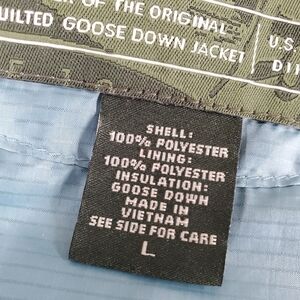 OF THE ORIGINAL
UILTED GOOSE DOWN JACKET
U.S.
SHELL:
100% POLYESTER
LINING:
100% POLYESTER
INSULATION:
GOOSE DOWN
MADE IN
VIETNAM
SEE SIDE FOR CARE
L